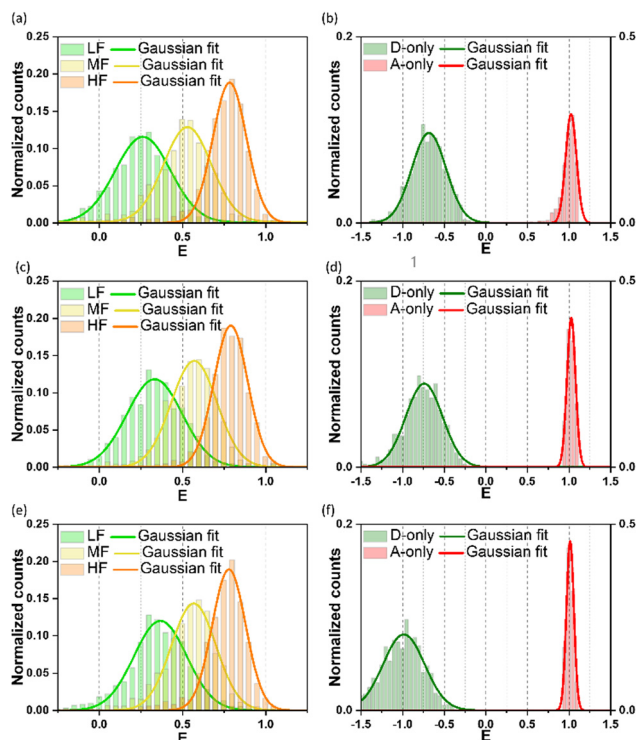 (a)
0.25
0.20
0.15
0.10
0.05
0.00
Normalized counts
LF Gaussian fit
MF Gaussian fit
HF Gaussian fit
0.0 0.5 1.0
E
(b)
0.2
0.0
Normalized counts
D-only Gaussian fit
A-only Gaussian fit
0.5
0.0
-1.5 -1.0 -0.5 0.0 0.5 1.0 1.5
E
1
(c)
0.25
0.20
0.15
0.10
0.05
0.00
Normalized counts
LF Gaussian fit
MF Gaussian fit
HF Gaussian fit
0.0 0.5 1.0
E
(d)
0.2
0.0
Normalized counts
D-only Gaussian fit
A-only Gaussian fit
0.5
0.0
-1.5 -1.0 -0.5 0.0 0.5 1.0 1.5
E
(e)
0.25
0.20
0.15
0.10
0.05
0.00
Normalized counts
LF Gaussian fit
MF Gaussian fit
HF Gaussian fit
0.0 0.5 1.0
E
(f)
0.2
0.0
Normalized counts
D-only Gaussian fit
A-only Gaussian fit
0.5
0.0
-1.5 -1.0 -0.5 0.0 0.5 1.0 1.5
E